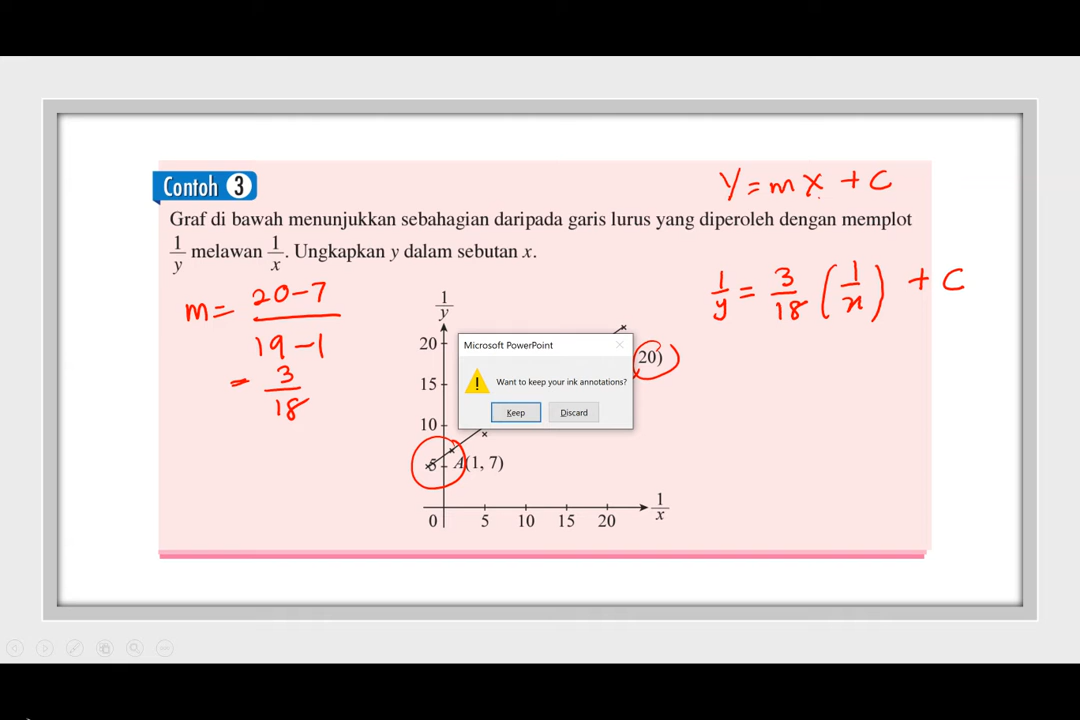 Contoh 3
Y = m X + C
Graf di bawah menunjukkan sebahagian daripada garis lurus yang diperoleh dengan memplot
1/y melawan 1/x. Ungkapkan y dalam sebutan x.
m = 20-7 / 19-1
= 3/18
1/y = 3/18 (1/x) + C
1/y
20
15
10
5
20)
A(1, 7)
0 5 10 15 20
1/x
Microsoft PowerPoint
Want to keep your ink annotations?
Keep Discard